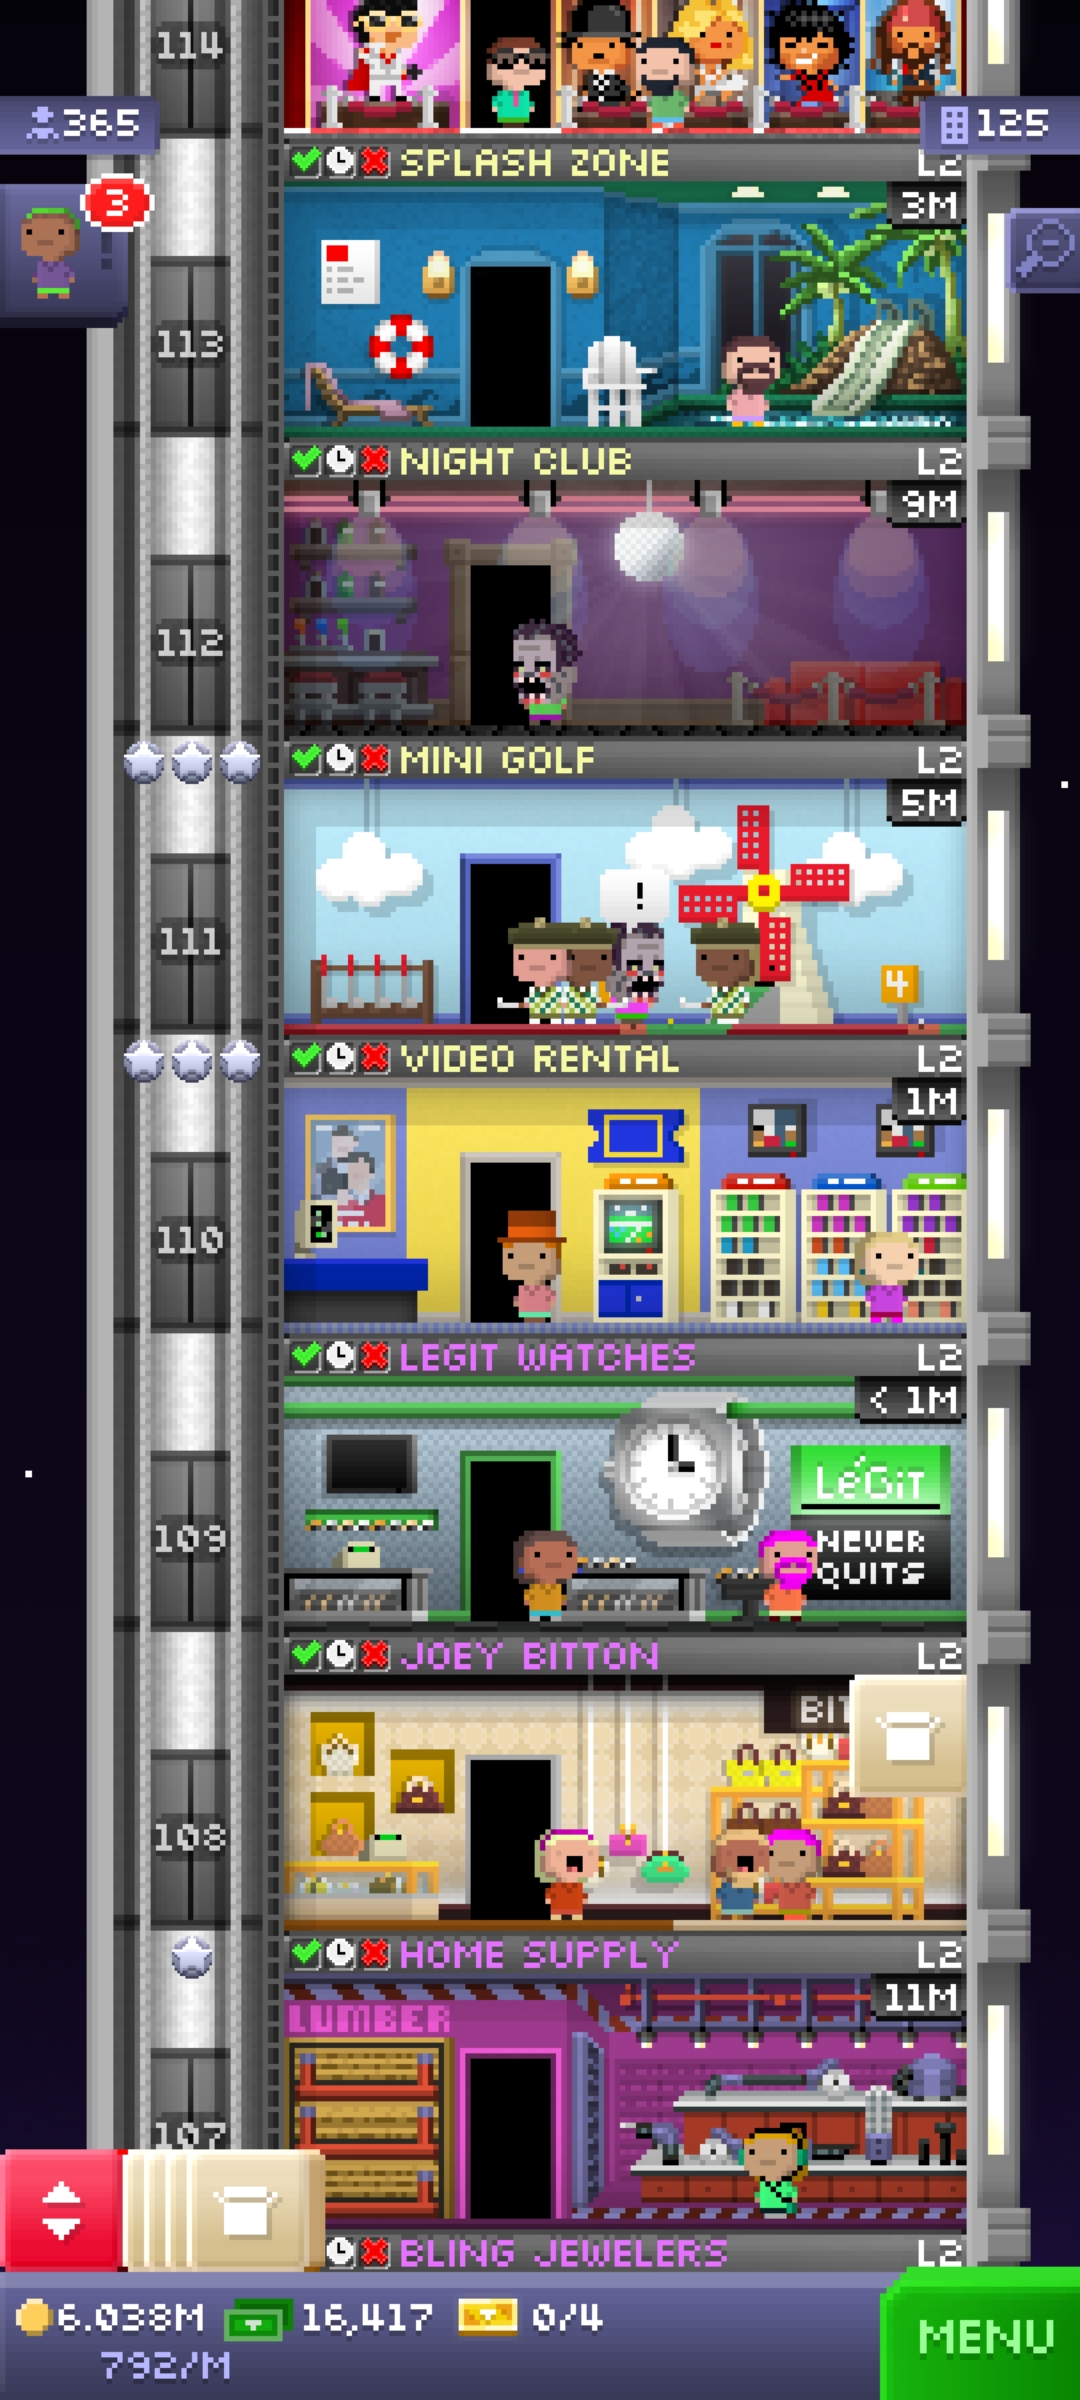 114
365
125
3
SPLASH ZONE L2
3M
113
NIGHT CLUB L2
9M
112
MINI GOLF L2
5M
!
111
4
VIDEO RENTAL L2
1M
110
LEGIT WATCHES L2
< 1M
LéGiT
NEVER
QUITS
109
JOEY BITTON L2
BIT
108
HOME SUPPLY L2
11M
LUMBER
107
BLING JEWELERS L2
6.038M 16,417 0/4
792/M
MENU